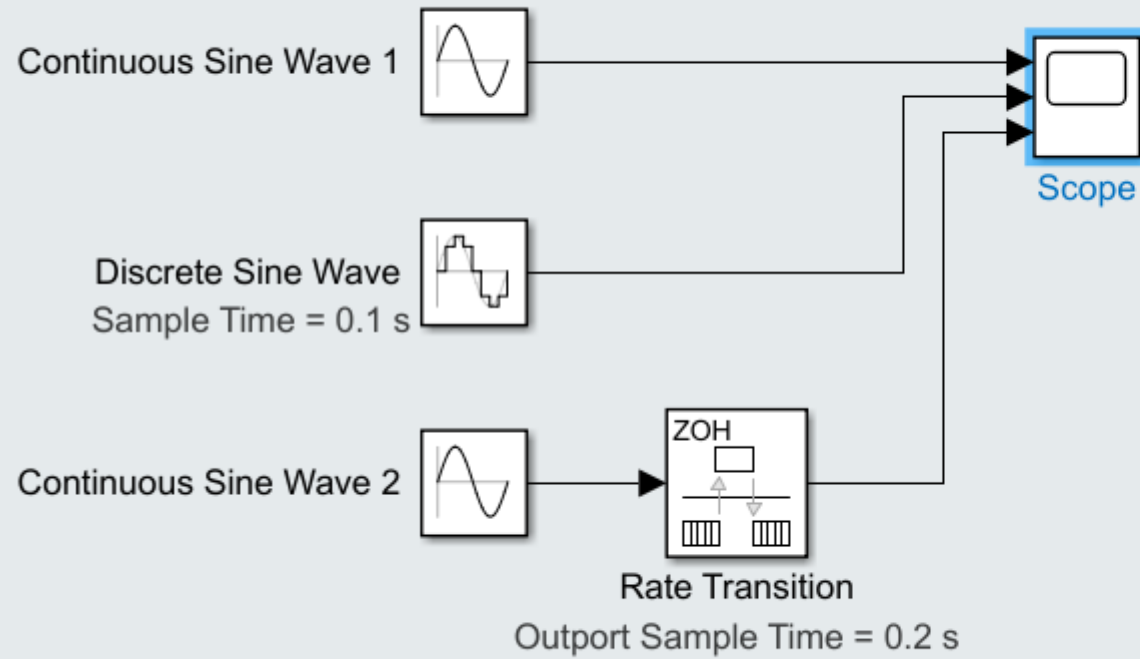 Continuous Sine Wave 1
Scope
Discrete Sine Wave
Sample Time = 0.1 s
Continuous Sine Wave 2
ZOH
Rate Transition
Outport Sample Time = 0.2 s